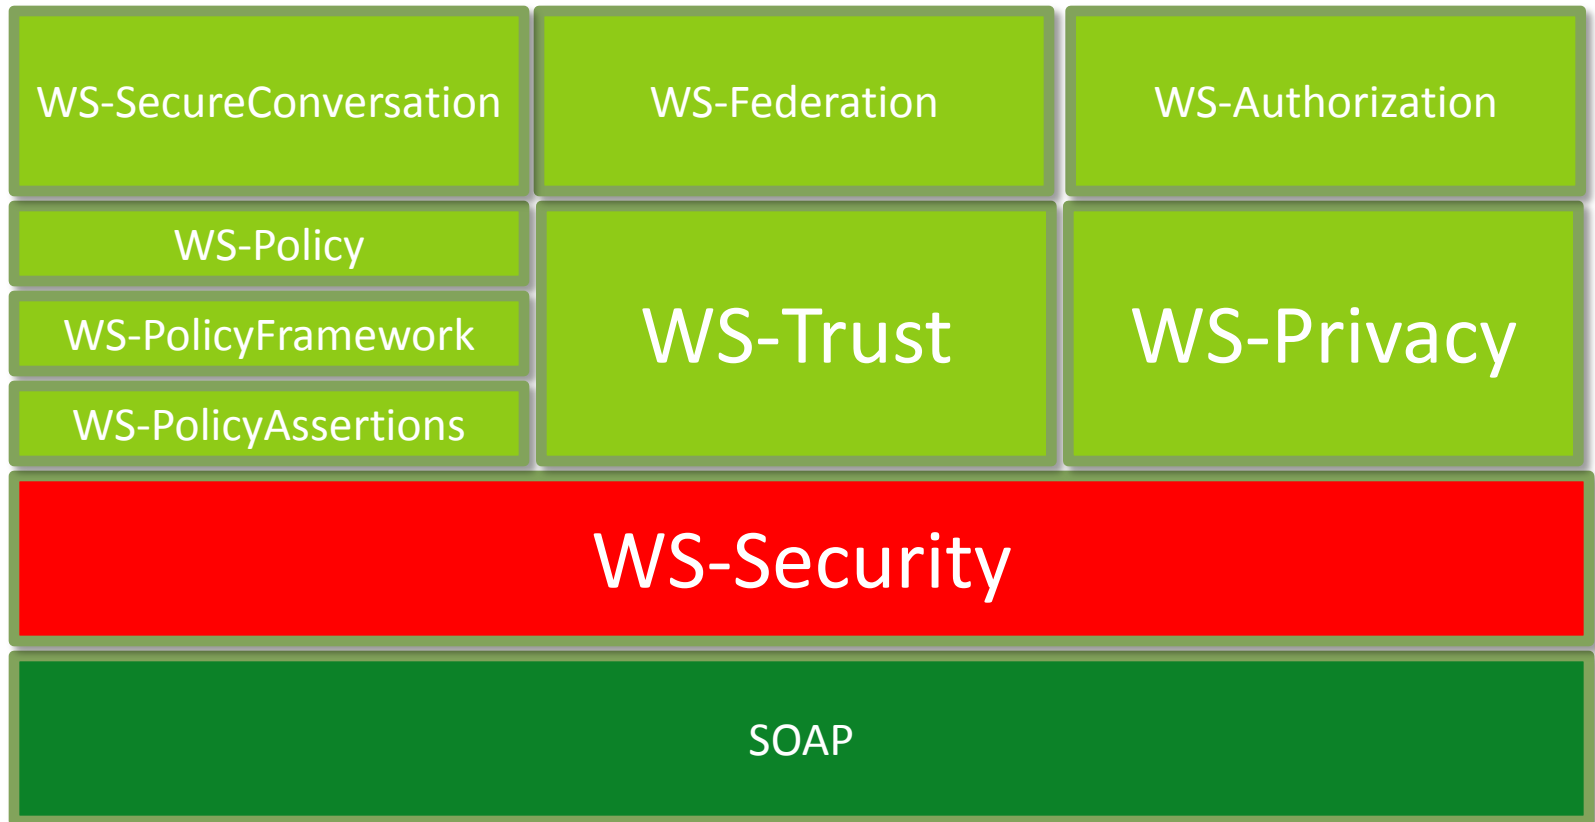 WS-SecureConversation
WS-Federation
WS-Authorization
WS-Policy
WS-PolicyFramework
WS-PolicyAssertions
WS-Trust
WS-Privacy
WS-Security
SOAP